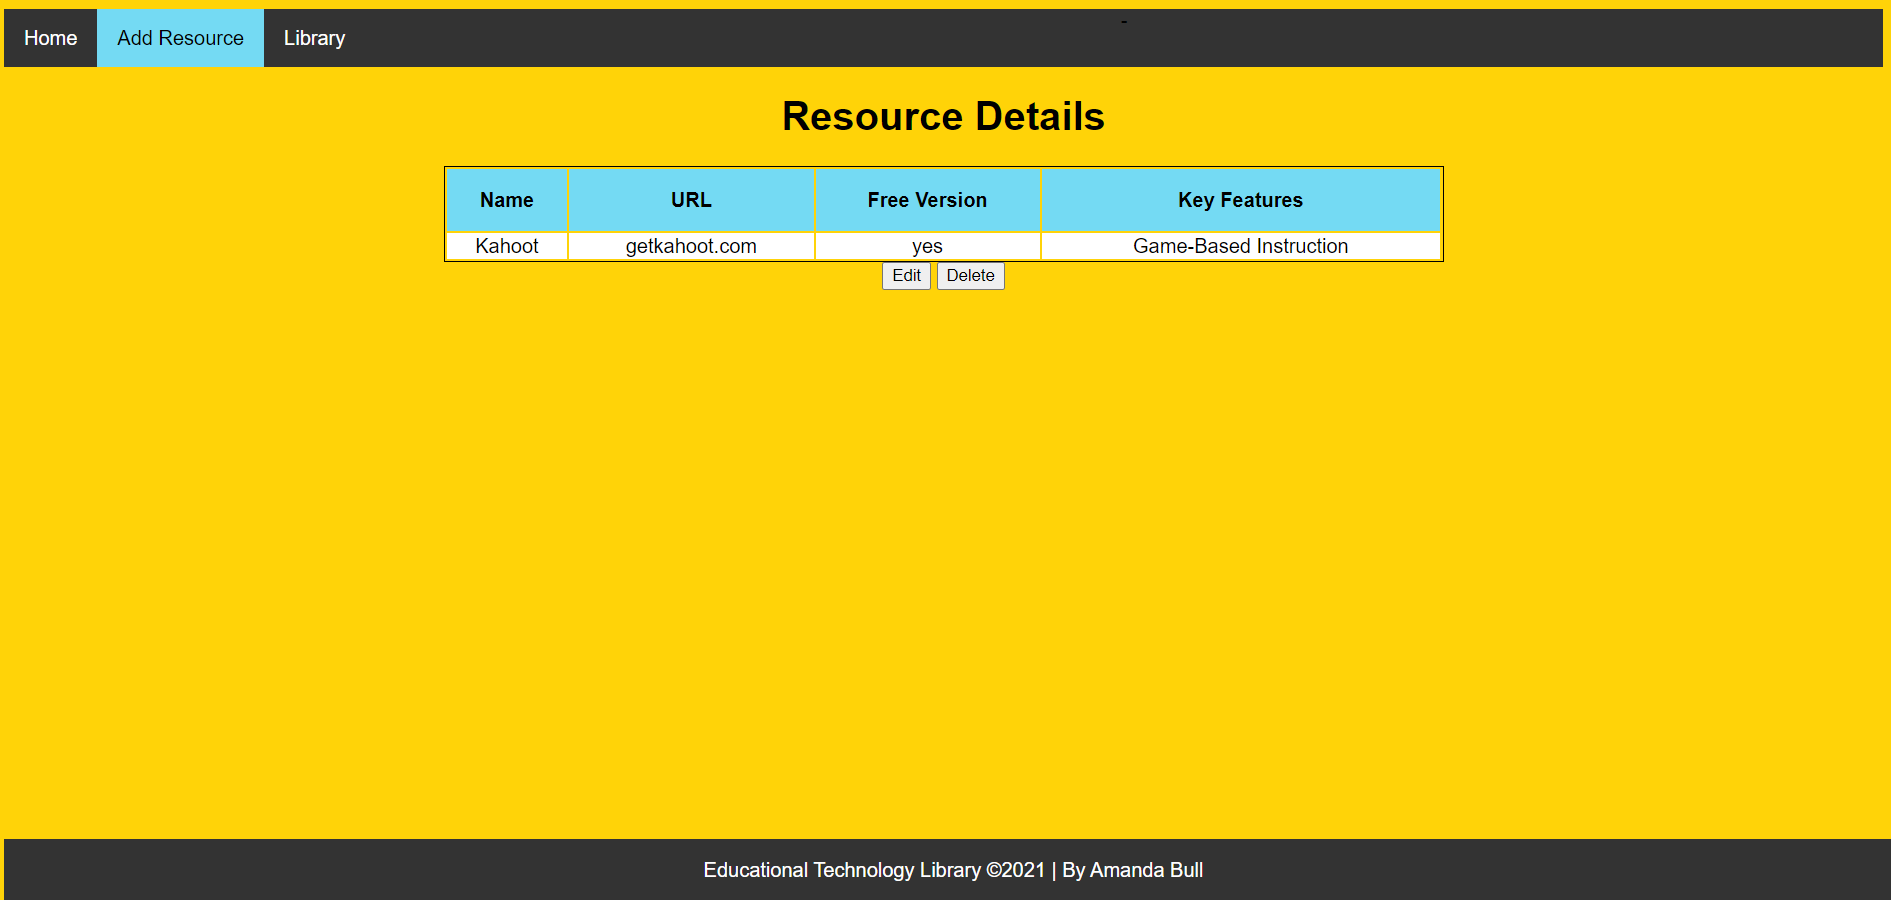 Home Add Resource Library -
Resource Details
Name URL Free Version Key Features
Kahoot getkahoot.com yes Game-Based Instruction
Edit Delete
Educational Technology Library ©2021 | By Amanda Bull